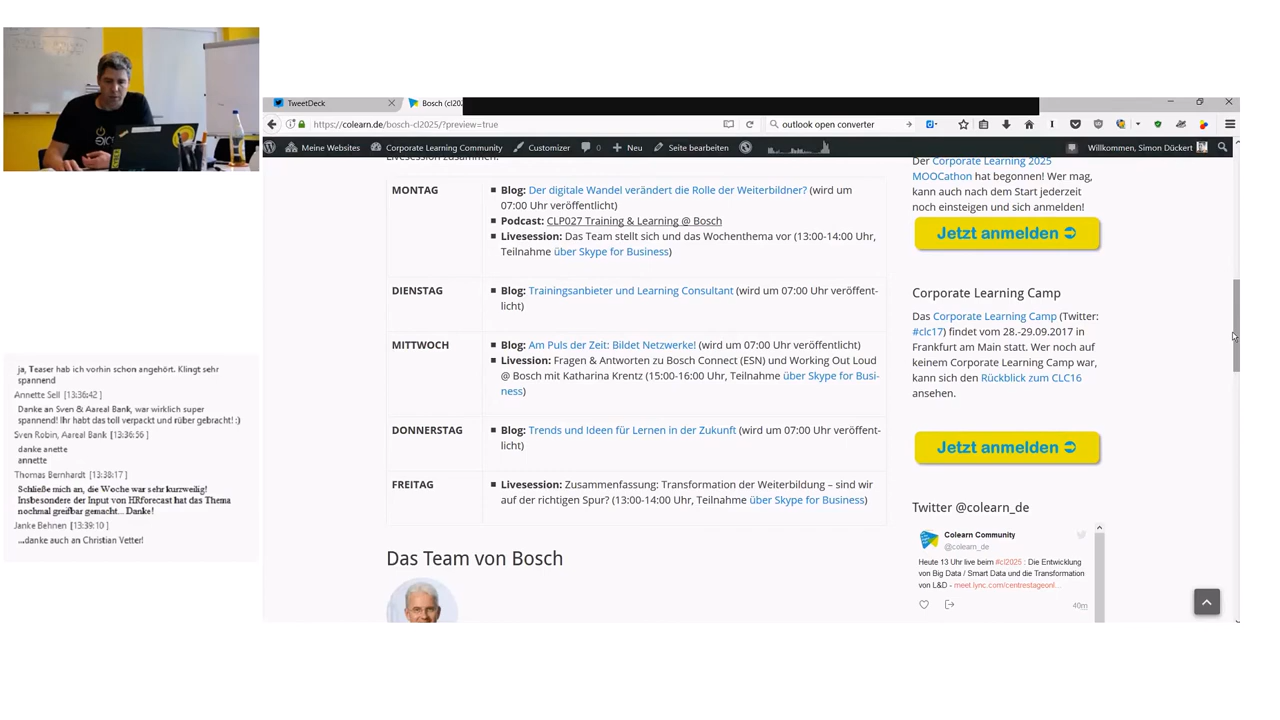 ja, Teaser hab ich vorhin schon angehört. Klingt sehr
spannend
Annette Sell [13:36:42]
Danke an Sven & Aareal Bank, war wirklich super
spannend! Ihr habt das toll verpackt und rüber gebracht! :)
Sven Robin, Aareal Bank [13:36:56]
danke anette
annette
Thomas Bernhardt [13:38:17]
Schließe mich an, die Woche war sehr kurzweilig!
Insbesondere der Input von HRforecast hat das Thema
nochmal greifbar gemacht... Danke!
Janke Behnen [13:39:10]
...danke auch an Christian Vetter!
TweetDeck
Bosch (cl202
https://colearn.de/bosch-cl2025/?preview=true
outlook open converter
Meine Websites
Corporate Learning Community
Customizer
0
Neu
Seite bearbeiten
Willkommen, Simon Dückert
Livesession zusammen.
MONTAG
Blog: Der digitale Wandel verändert die Rolle der Weiterbildner? (wird um
07:00 Uhr veröffentlicht)
Podcast: CLP027 Training & Learning @ Bosch
Livesession: Das Team stellt sich und das Wochenthema vor (13:00-14:00 Uhr,
Teilnahme über Skype for Business)
DIENSTAG
Blog: Trainingsanbieter und Learning Consultant (wird um 07:00 Uhr veröffent-
licht)
MITTWOCH
Blog: Am Puls der Zeit: Bildet Netzwerke! (wird um 07:00 Uhr veröffentlicht)
Livession: Fragen & Antworten zu Bosch Connect (ESN) und Working Out Loud
@ Bosch mit Katharina Krentz (15:00-16:00 Uhr, Teilnahme über Skype for Busi-
ness)
DONNERSTAG
Blog: Trends und Ideen für Lernen in der Zukunft (wird um 07:00 Uhr veröffent-
licht)
FREITAG
Livesession: Zusammenfassung: Transformation der Weiterbildung – sind wir
auf der richtigen Spur? (13:00-14:00 Uhr, Teilnahme über Skype for Business)
Das Team von Bosch
Der Corporate Learning 2025
MOOCathon hat begonnen! Wer mag,
kann auch nach dem Start jederzeit
noch einsteigen und sich anmelden!
Jetzt anmelden
Corporate Learning Camp
Das Corporate Learning Camp (Twitter:
#clc17) findet vom 28.-29.09.2017 in
Frankfurt am Main statt. Wer noch auf
keinem Corporate Learning Camp war,
kann sich den Rückblick zum CLC16
ansehen.
Jetzt anmelden
Twitter @colearn_de
Colearn Community
@colearn_de
Heute 13 Uhr live beim #cl2025 : Die Entwicklung
von Big Data / Smart Data und die Transformation
von L&D - meet.lync.com/centrestageonl...
40m